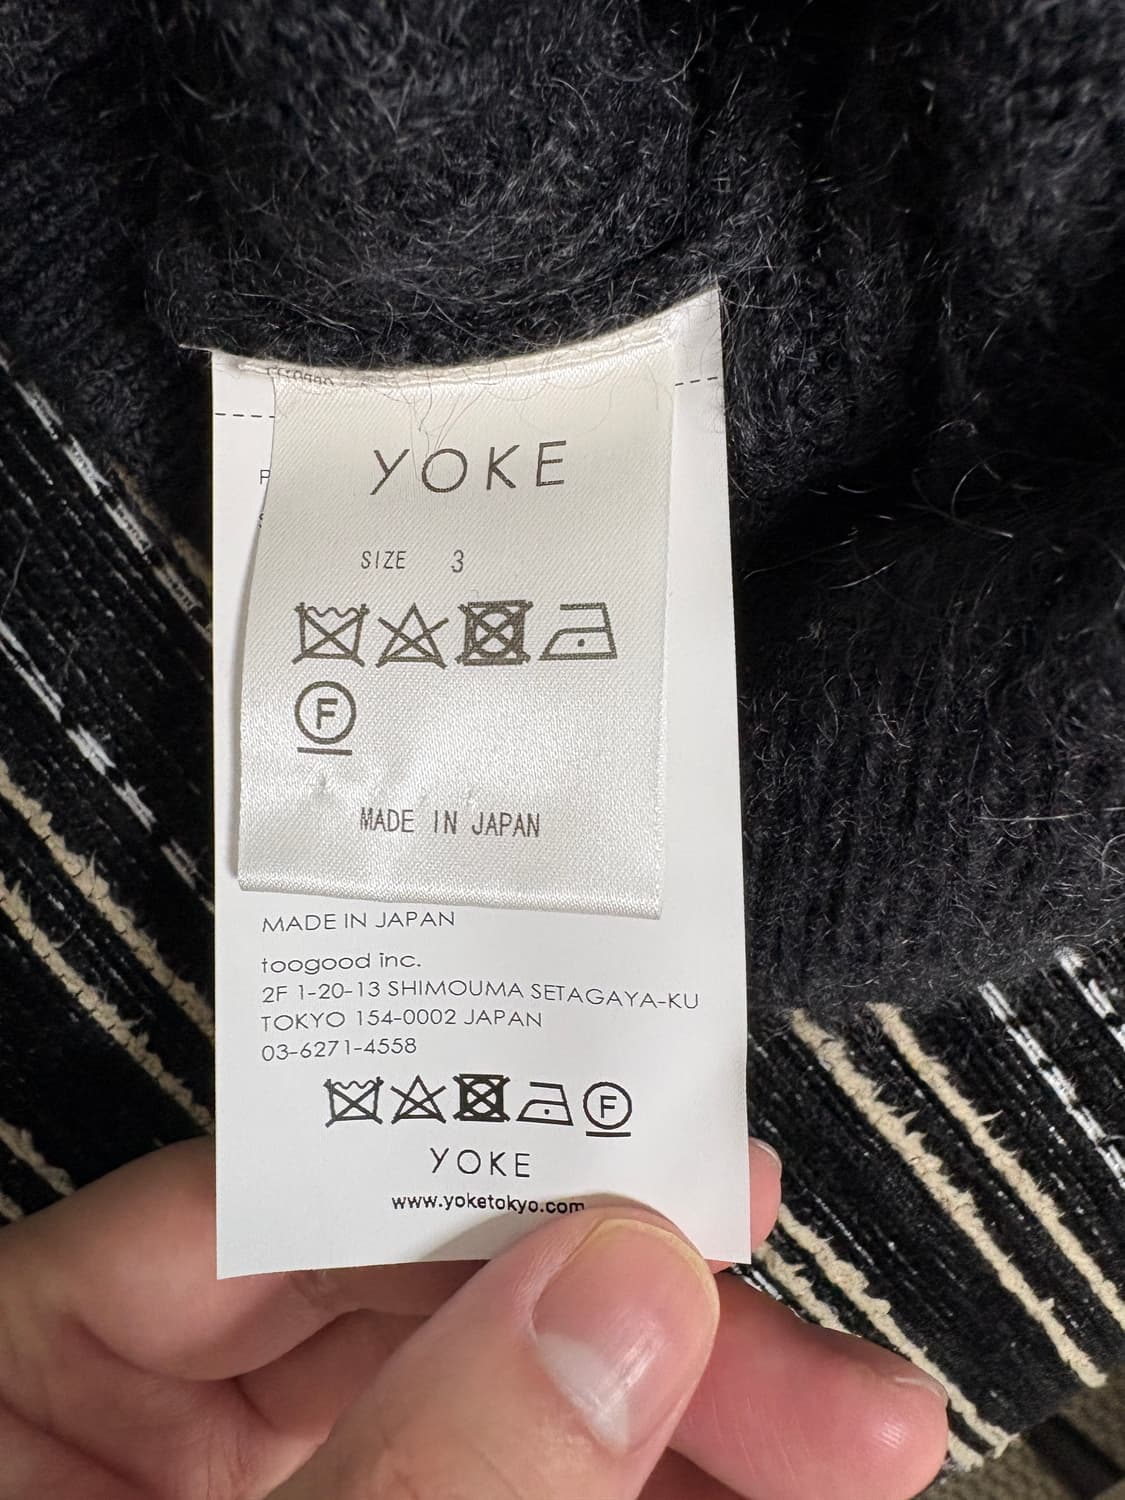 YOKE
SIZE 3
F
MADE IN JAPAN
MADE IN JAPAN
toogood inc.
2F 1-20-13 SHIMOUMA SETAGAYA-KU
TOKYO 154-0002 JAPAN
03-6271-4558
F
YOKE
www.yoketokyo.com